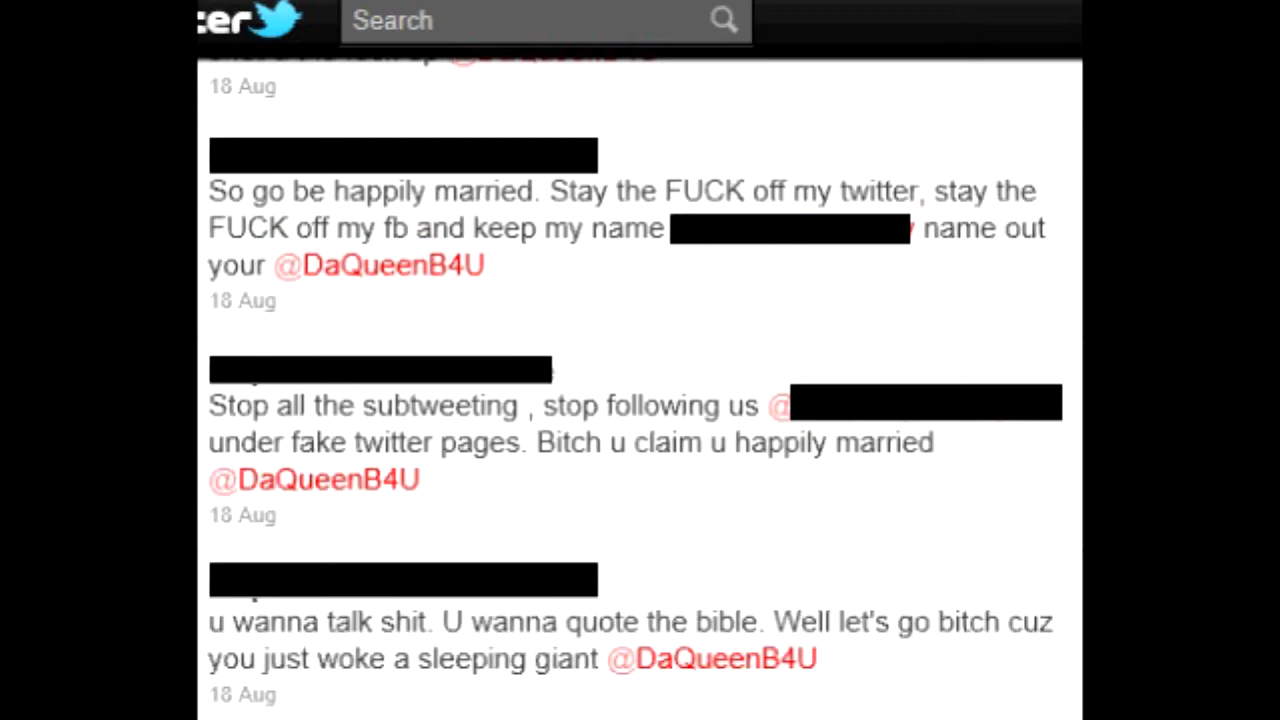 ter
Search
18 Aug
So go be happily married. Stay the FUCK off my twitter, stay the
FUCK off my fb and keep my name name out
your @DaQueenB4U
18 Aug
Stop all the subtweeting , stop following us @
under fake twitter pages. Bitch u claim u happily married
@DaQueenB4U
18 Aug
u wanna talk shit. U wanna quote the bible. Well let's go bitch cuz
you just woke a sleeping giant @DaQueenB4U
18 Aug